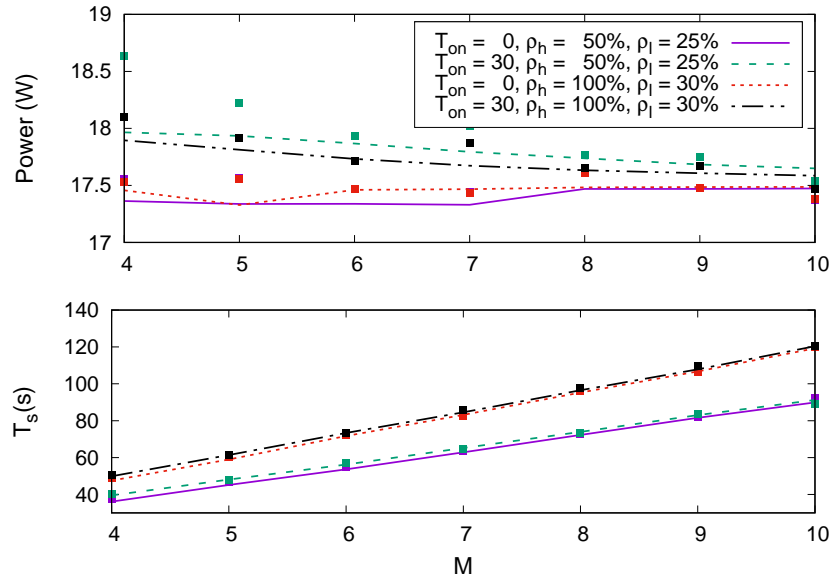 19
18.5
18
17.5
17
Power (W)
T_on = 0, ρ_h = 50%, ρ_l = 25%
T_on = 30, ρ_h = 50%, ρ_l = 25%
T_on = 0, ρ_h = 100%, ρ_l = 30%
T_on = 30, ρ_h = 100%, ρ_l = 30%
4 5 6 7 8 9 10
140
120
100
80
60
40
T_s(s)
4 5 6 7 8 9 10
M